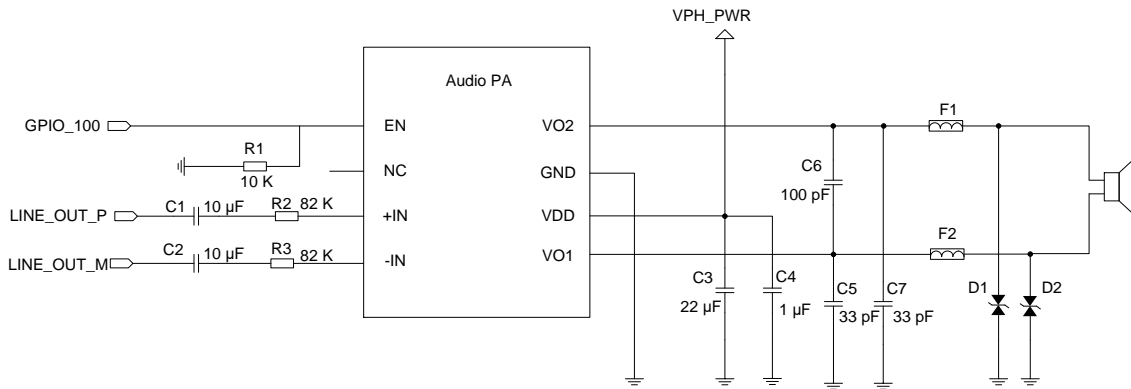 VPH_PWR
Audio PA
F1
GPIO_100
EN
VO2
R1
10 K
NC
GND
C6
100 pF
LINE_OUT_P
C1
10 µF
R2
82 K
+IN
VDD
LINE_OUT_M
C2
10 µF
R3
82 K
-IN
VO1
F2
C3
22 µF
C4
1 µF
C5
33 pF
C7
33 pF
D1
D2